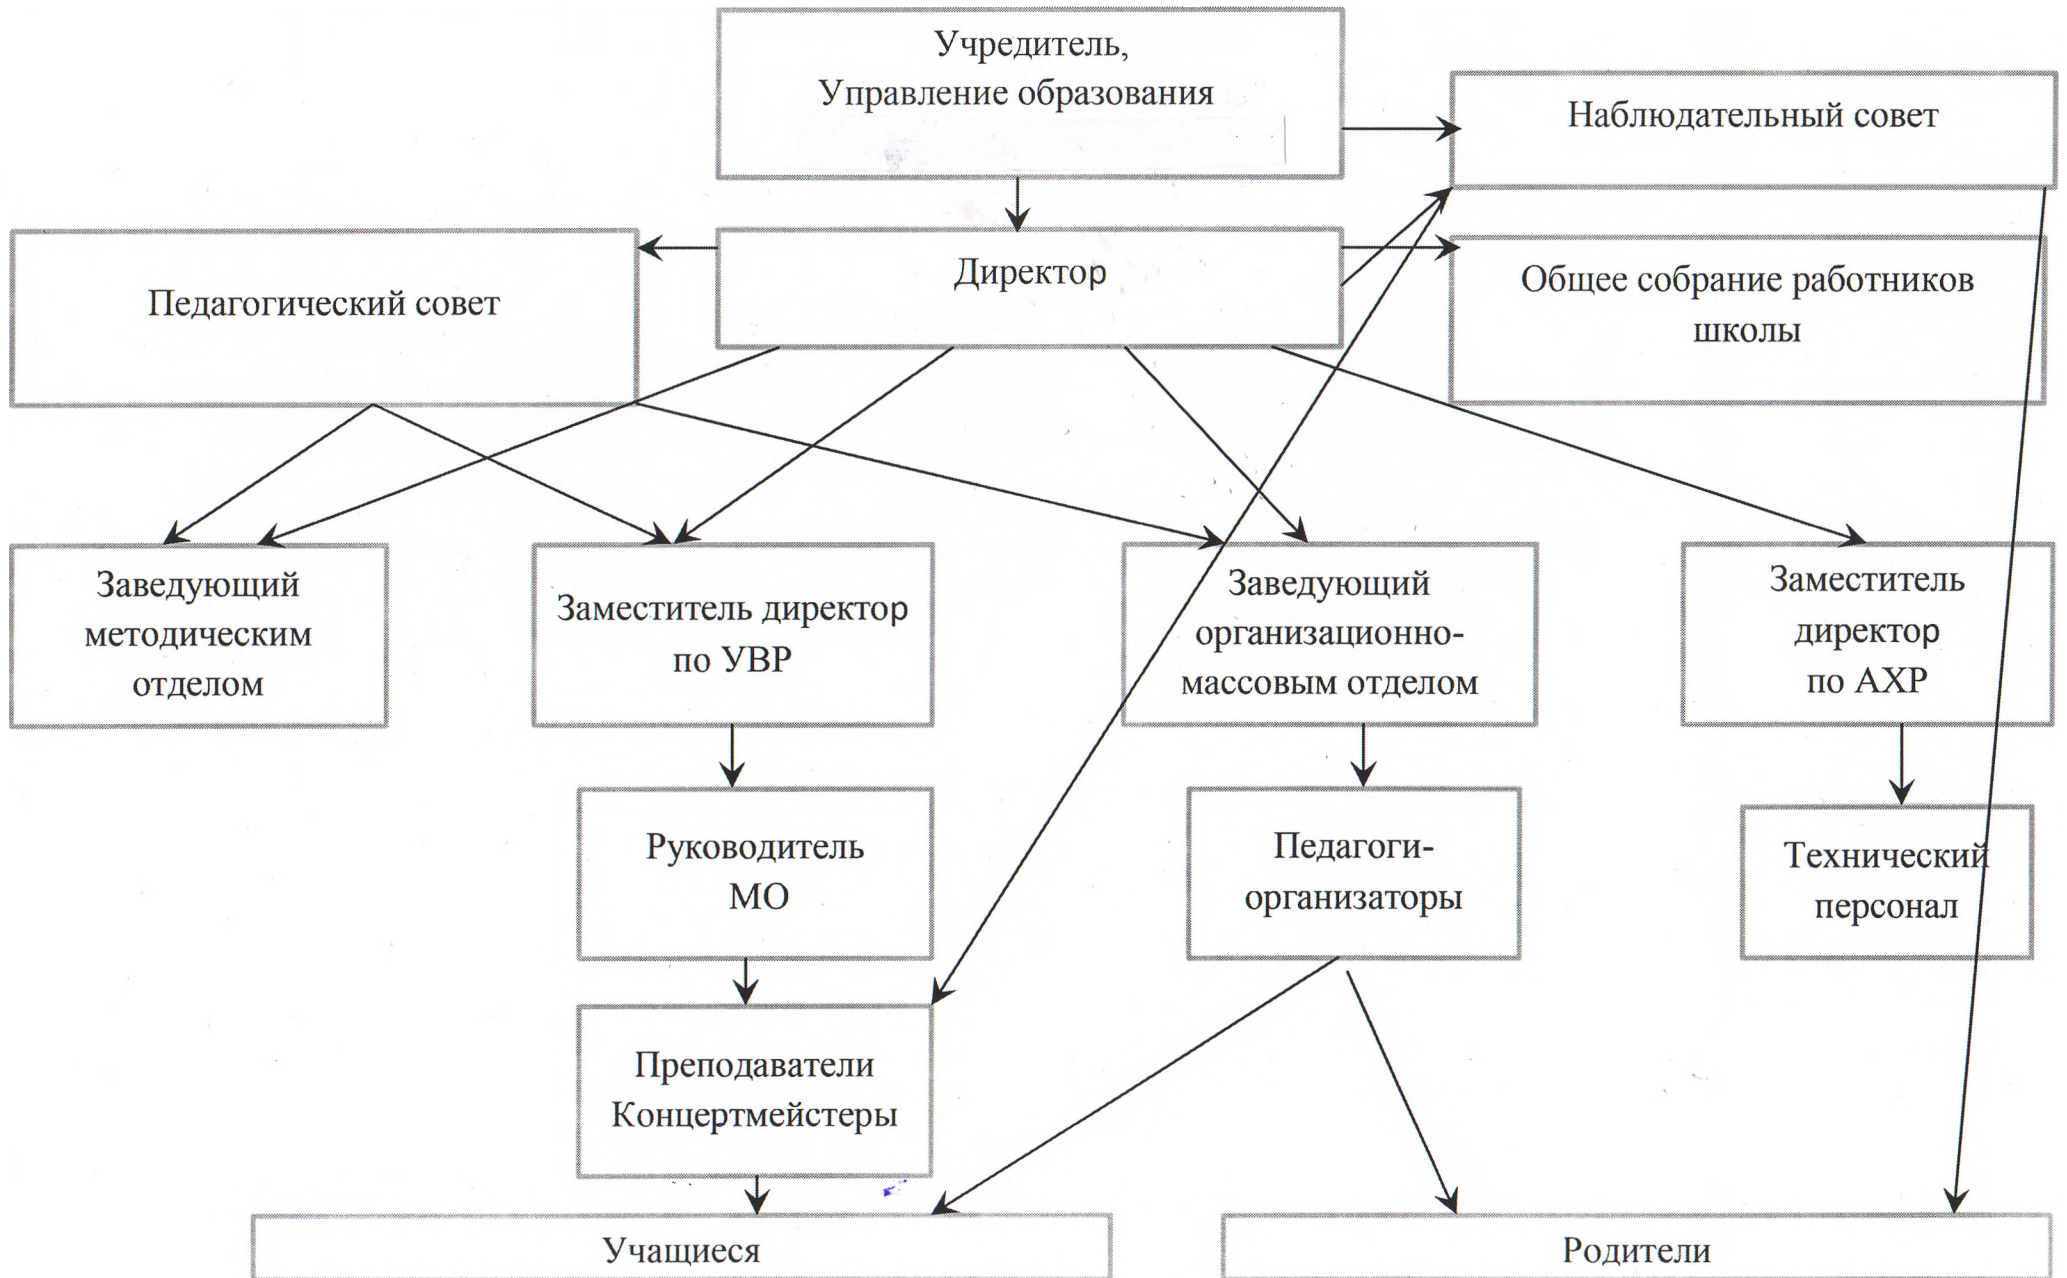 Учредитель,
Управление образования
Наблюдательный совет
Педагогический совет
Директор
Общее собрание работников
школы
Заведующий
методическим
отделом
Заместитель директор
по УВР
Заведующий
организационно-
массовым отделом
Заместитель
директор
по АХР
Руководитель
МО
Педагоги-
организаторы
Технический
персонал
Преподаватели
Концертмейстеры
Учащиеся
Родители